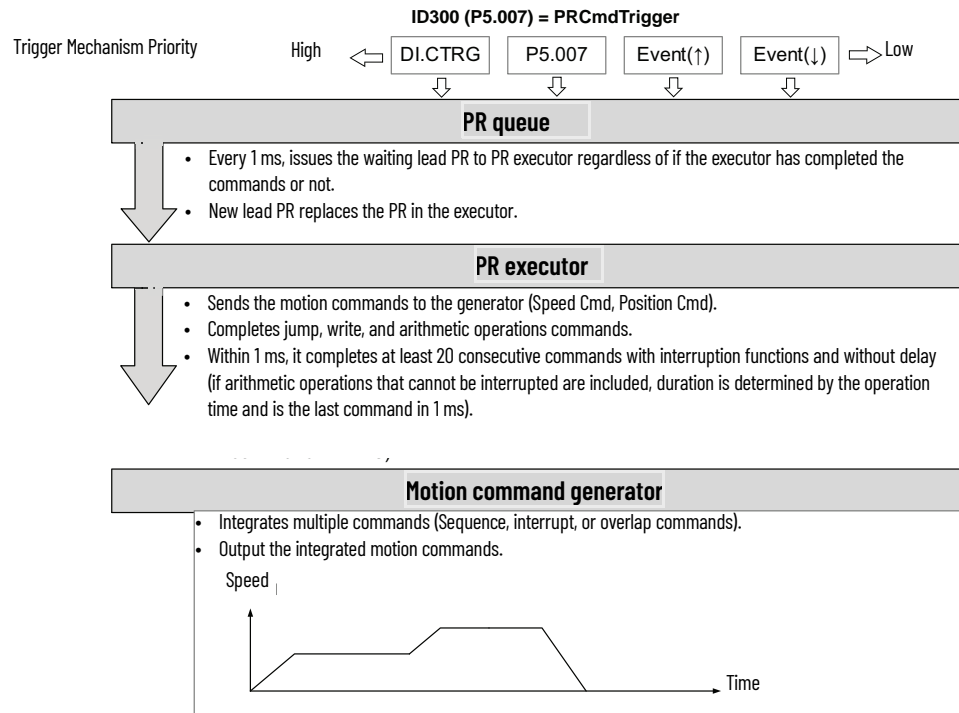 ID300 (P5.007) = PRCmdTrigger
Trigger Mechanism Priority
High
DI.CTRG
P5.007
Event(↑)
Event(↓)
Low
PR queue
• Every 1 ms, issues the waiting lead PR to PR executor regardless of if the executor has completed the
commands or not.
• New lead PR replaces the PR in the executor.
PR executor
• Sends the motion commands to the generator (Speed Cmd, Position Cmd).
• Completes jump, write, and arithmetic operations commands.
• Within 1 ms, it completes at least 20 consecutive commands with interruption functions and without delay
(if arithmetic operations that cannot be interrupted are included, duration is determined by the operation
time and is the last command in 1 ms).
Motion command generator
• Integrates multiple commands (Sequence, interrupt, or overlap commands).
• Output the integrated motion commands.
Speed
Time